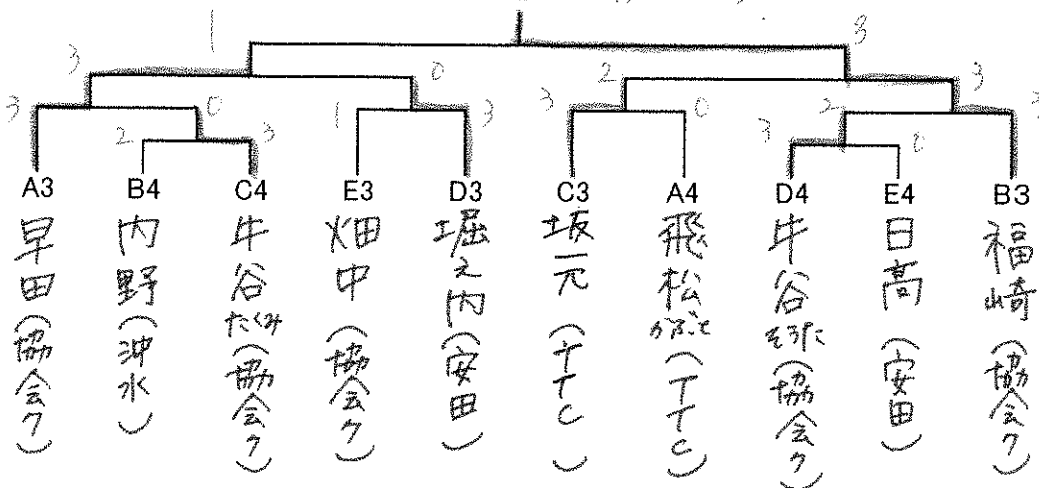 1 3
3 0 2 3
3 0 1 3 3 0 2 3
2 3 3 0
A3 B4 C4 E3 D3 C3 A4 D4 E4 B3
早田(協会ク)
内野(沖水)
牛谷たくみ(協会ク)
畑中(協会ク)
堀之内(安田)
坂元(TTC)
飛松かぶと(TTC)
牛谷そうた(協会ク)
日高(安田)
福崎(協会ク)